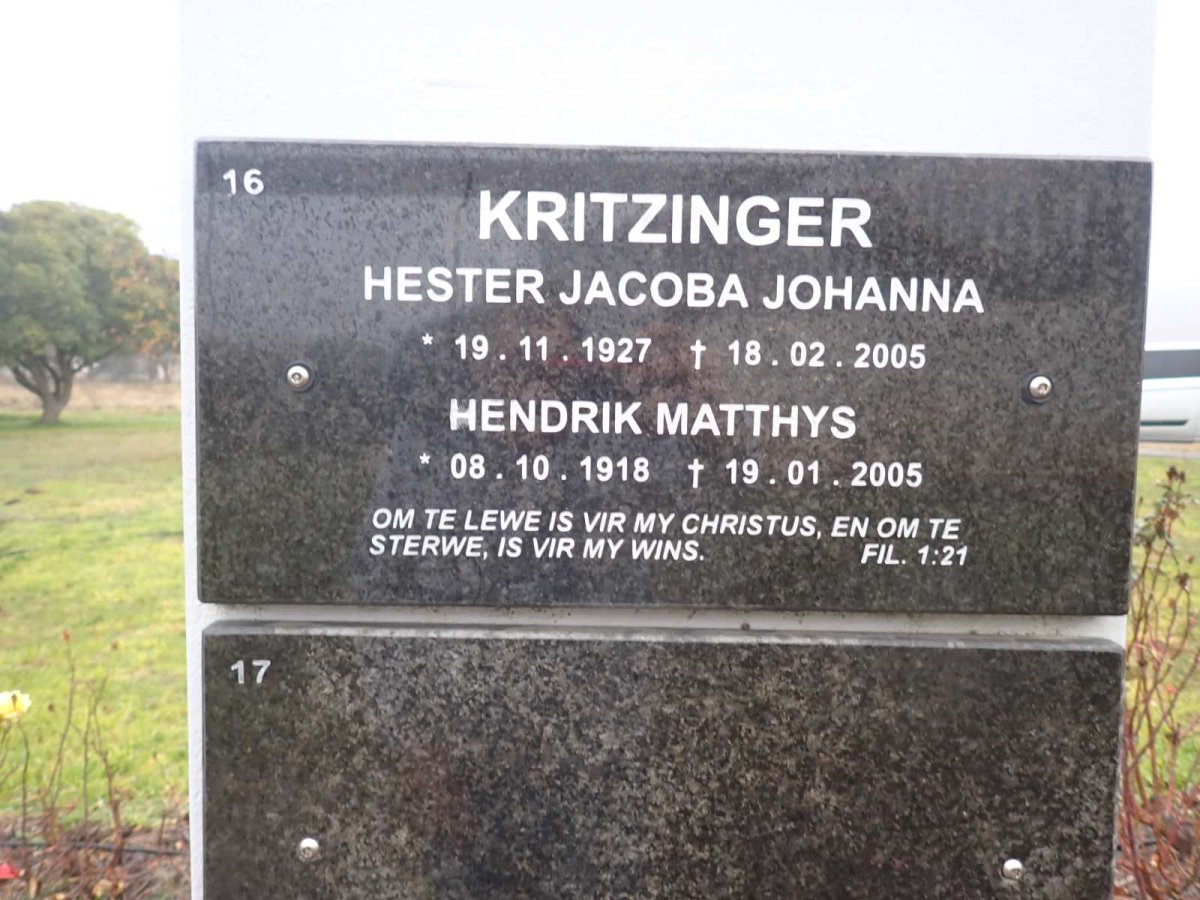 16
KRITZINGER
HESTER JACOBA JOHANNA
* 19 . 11 . 1927 † 18 . 02 . 2005
HENDRIK MATTHYS
* 08 . 10 . 1918 † 19 . 01 . 2005
OM TE LEWE IS VIR MY CHRISTUS, EN OM TE
STERWE, IS VIR MY WINS. FIL. 1:21
17